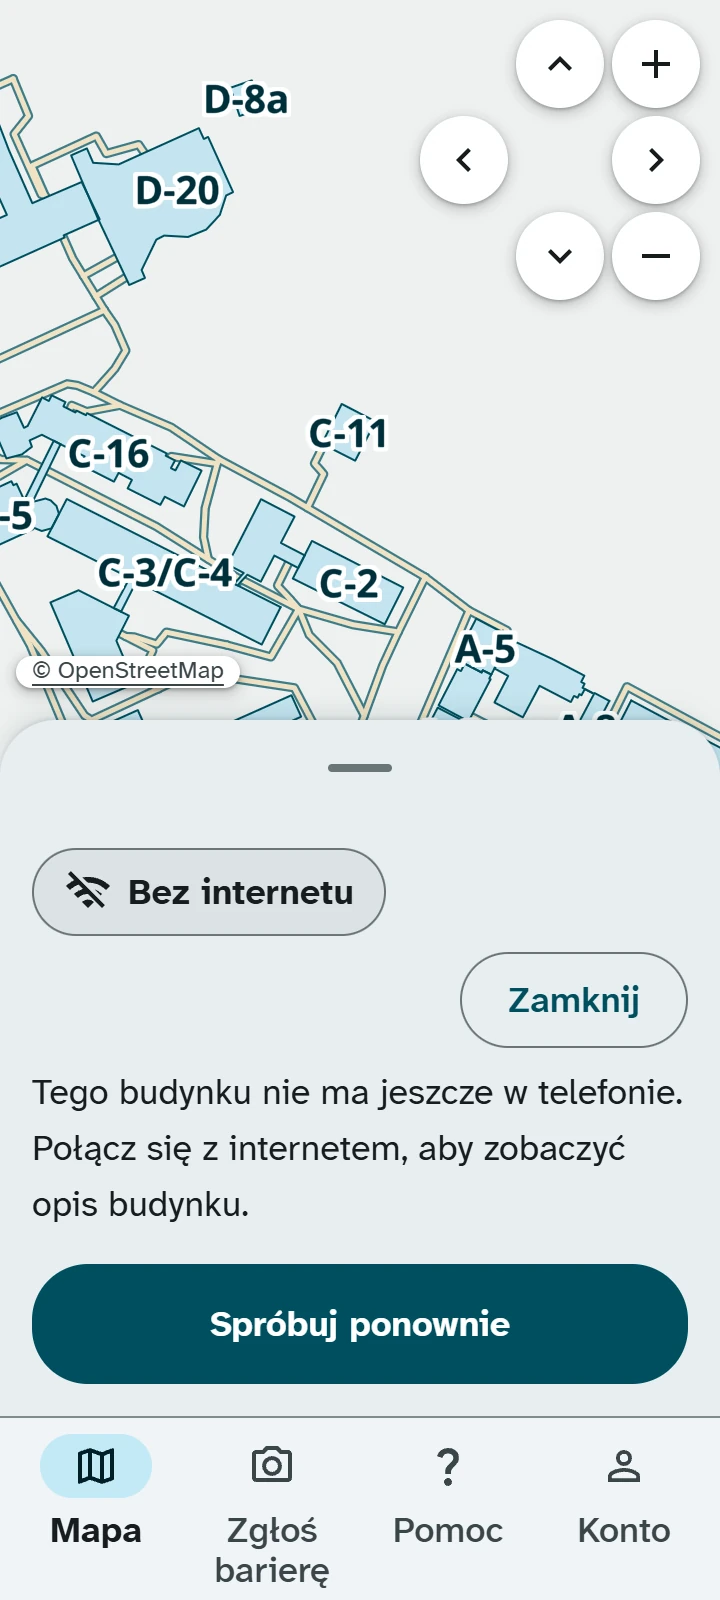 D-8a
D-20
C-11
C-16
-5
C-3/C-4
C-2
A-5
© OpenStreetMap
Bez internetu
Zamknij
Tego budynku nie ma jeszcze w telefonie.
Połącz się z internetem, aby zobaczyć
opis budynku.
Spróbuj ponownie
Mapa
Zgłoś
barierę
Pomoc
Konto